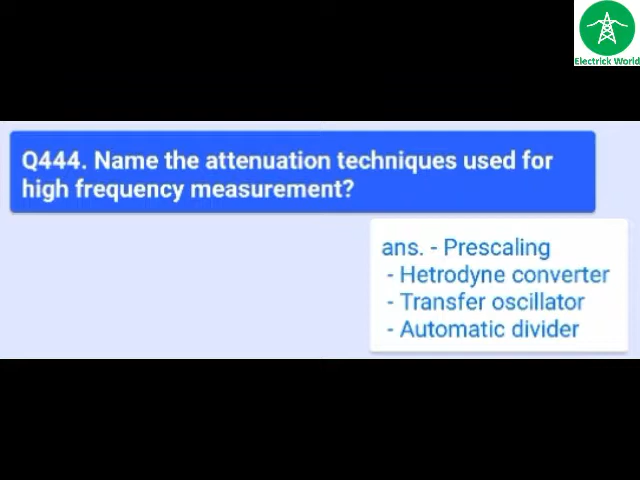 Electrick World
Q444. Name the attenuation techniques used for
high frequency measurement?
ans. - Prescaling
- Hetrodyne converter
- Transfer oscillator
- Automatic divider